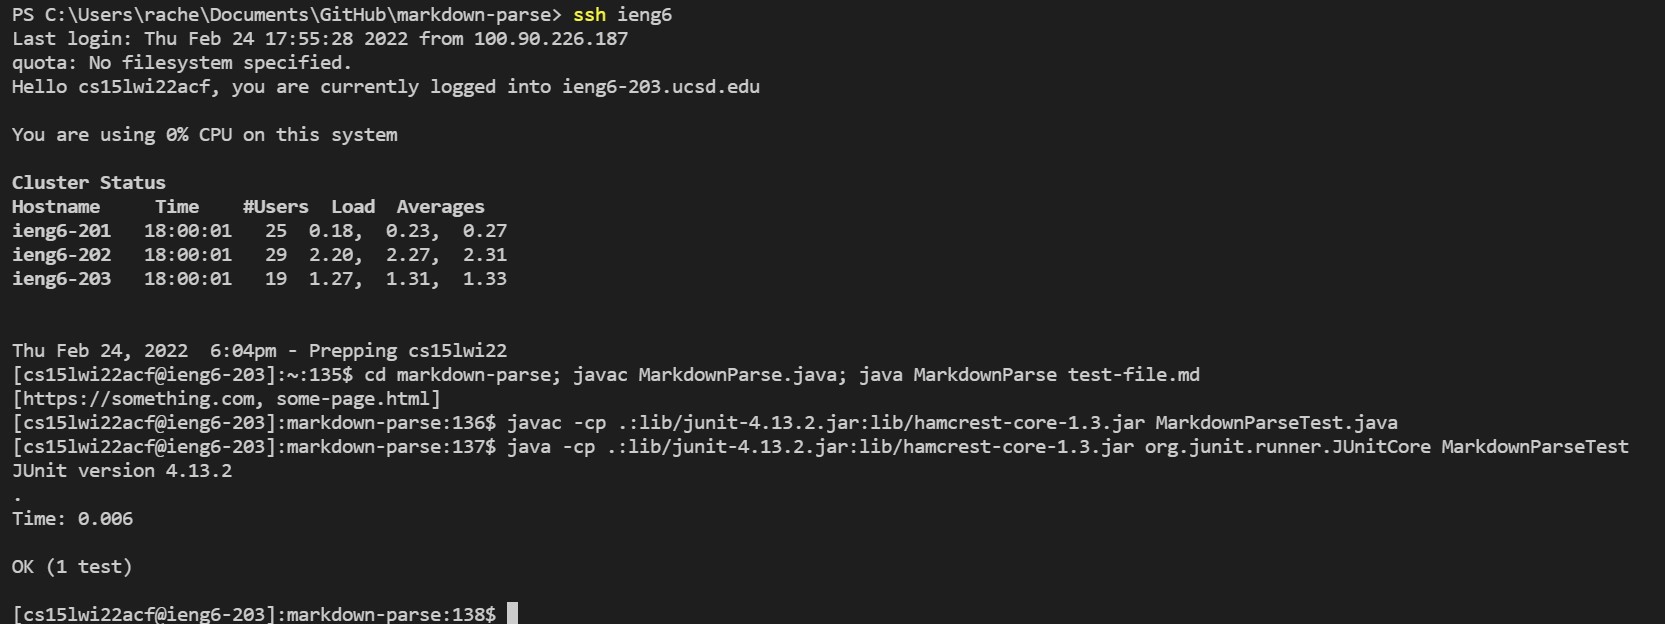 PS C:\Users\rache\Documents\GitHub\markdown-parse> ssh ieng6
Last login: Thu Feb 24 17:55:28 2022 from 100.90.226.187
quota: No filesystem specified.
Hello cs15lwi22acf, you are currently logged into ieng6-203.ucsd.edu
You are using 0% CPU on this system
Cluster Status
Hostname     Time    #Users  Load  Averages
ieng6-201   18:00:01   25  0.18,  0.23,  0.27
ieng6-202   18:00:01   29  2.20,  2.27,  2.31
ieng6-203   18:00:01   19  1.27,  1.31,  1.33
Thu Feb 24, 2022  6:04pm - Prepping cs15lwi22
[cs15lwi22acf@ieng6-203]:~:135$ cd markdown-parse; javac MarkdownParse.java; java MarkdownParse test-file.md
[https://something.com, some-page.html]
[cs15lwi22acf@ieng6-203]:markdown-parse:136$ javac -cp .:lib/junit-4.13.2.jar:lib/hamcrest-core-1.3.jar MarkdownParseTest.java
[cs15lwi22acf@ieng6-203]:markdown-parse:137$ java -cp .:lib/junit-4.13.2.jar:lib/hamcrest-core-1.3.jar org.junit.runner.JUnitCore MarkdownParseTest
JUnit version 4.13.2
.
Time: 0.006
OK (1 test)
[cs15lwi22acf@ieng6-203]:markdown-parse:138$